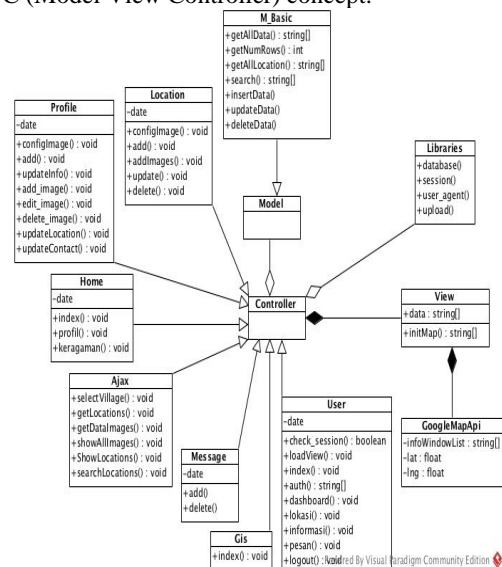 C (Model View Controller) concept.
M_Basic
+getAllData() : string[]
+getNumRows() : int
+getAllLocation() : string[]
+search() : string[]
+insertData()
+updateData()
+deleteData()
Location
-date
+configImage() : void
+add() : void
+addImages() : void
+update() : void
+delete() : void
Profile
-date
+configImage() : void
+add() : void
+updateInfo() : void
+add_image() : void
+edit_image() : void
+delete_image() : void
+updateLocation() : void
+updateContact() : void
Libraries
+database()
+session()
+user_agent()
+upload()
Model
Home
-date
+index() : void
+profil() : void
+keragaman() : void
Controller
View
+data : string[]
+initMap() : string[]
Ajax
+selectVillage() : void
+getLocations() : void
+getDataImages() : void
+showAllImages() : void
+ShowLocations() : void
+searchLocations() : void
Message
-date
+add()
+delete()
User
-date
+check_session() : boolean
+loadView() : void
+index() : void
+auth() : string[]
+dashboard() : void
+lokasi() : void
+informasi() : void
+pesan() : void
+logout() : void
GoogleMapApi
-infoWindowList : string[]
-lat : float
-lng : float
Gis
+index() : void
Powered By Visual Paradigm Community Edition